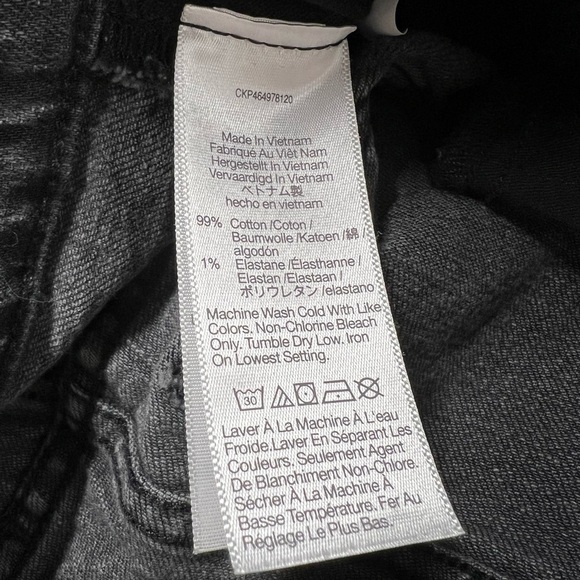 CKP464978120
Made In Vietnam
Fabriqué Au Viêt Nam
Hergestellt In Vietnam
Vervaardigd In Vietnam
ベトナム製
hecho en vietnam
99% Cotton /Coton /
Baumwolle /Katoen /綿 /
algodón
1% Elastane /Élasthanne /
Elastan /Elastaan /
ポリウレタン /elastano
Machine Wash Cold With Like
Colors. Non-Chlorine Bleach
Only. Tumble Dry Low. Iron
On Lowest Setting.
30
Laver À La Machine À L'eau
Froide.Laver En Séparant Les
Couleurs. Seulement Agent
De Blanchiment Non-Chlore.
Sécher À La Machine À
Basse Température. Fer Au
Réglage Le Plus Bas.